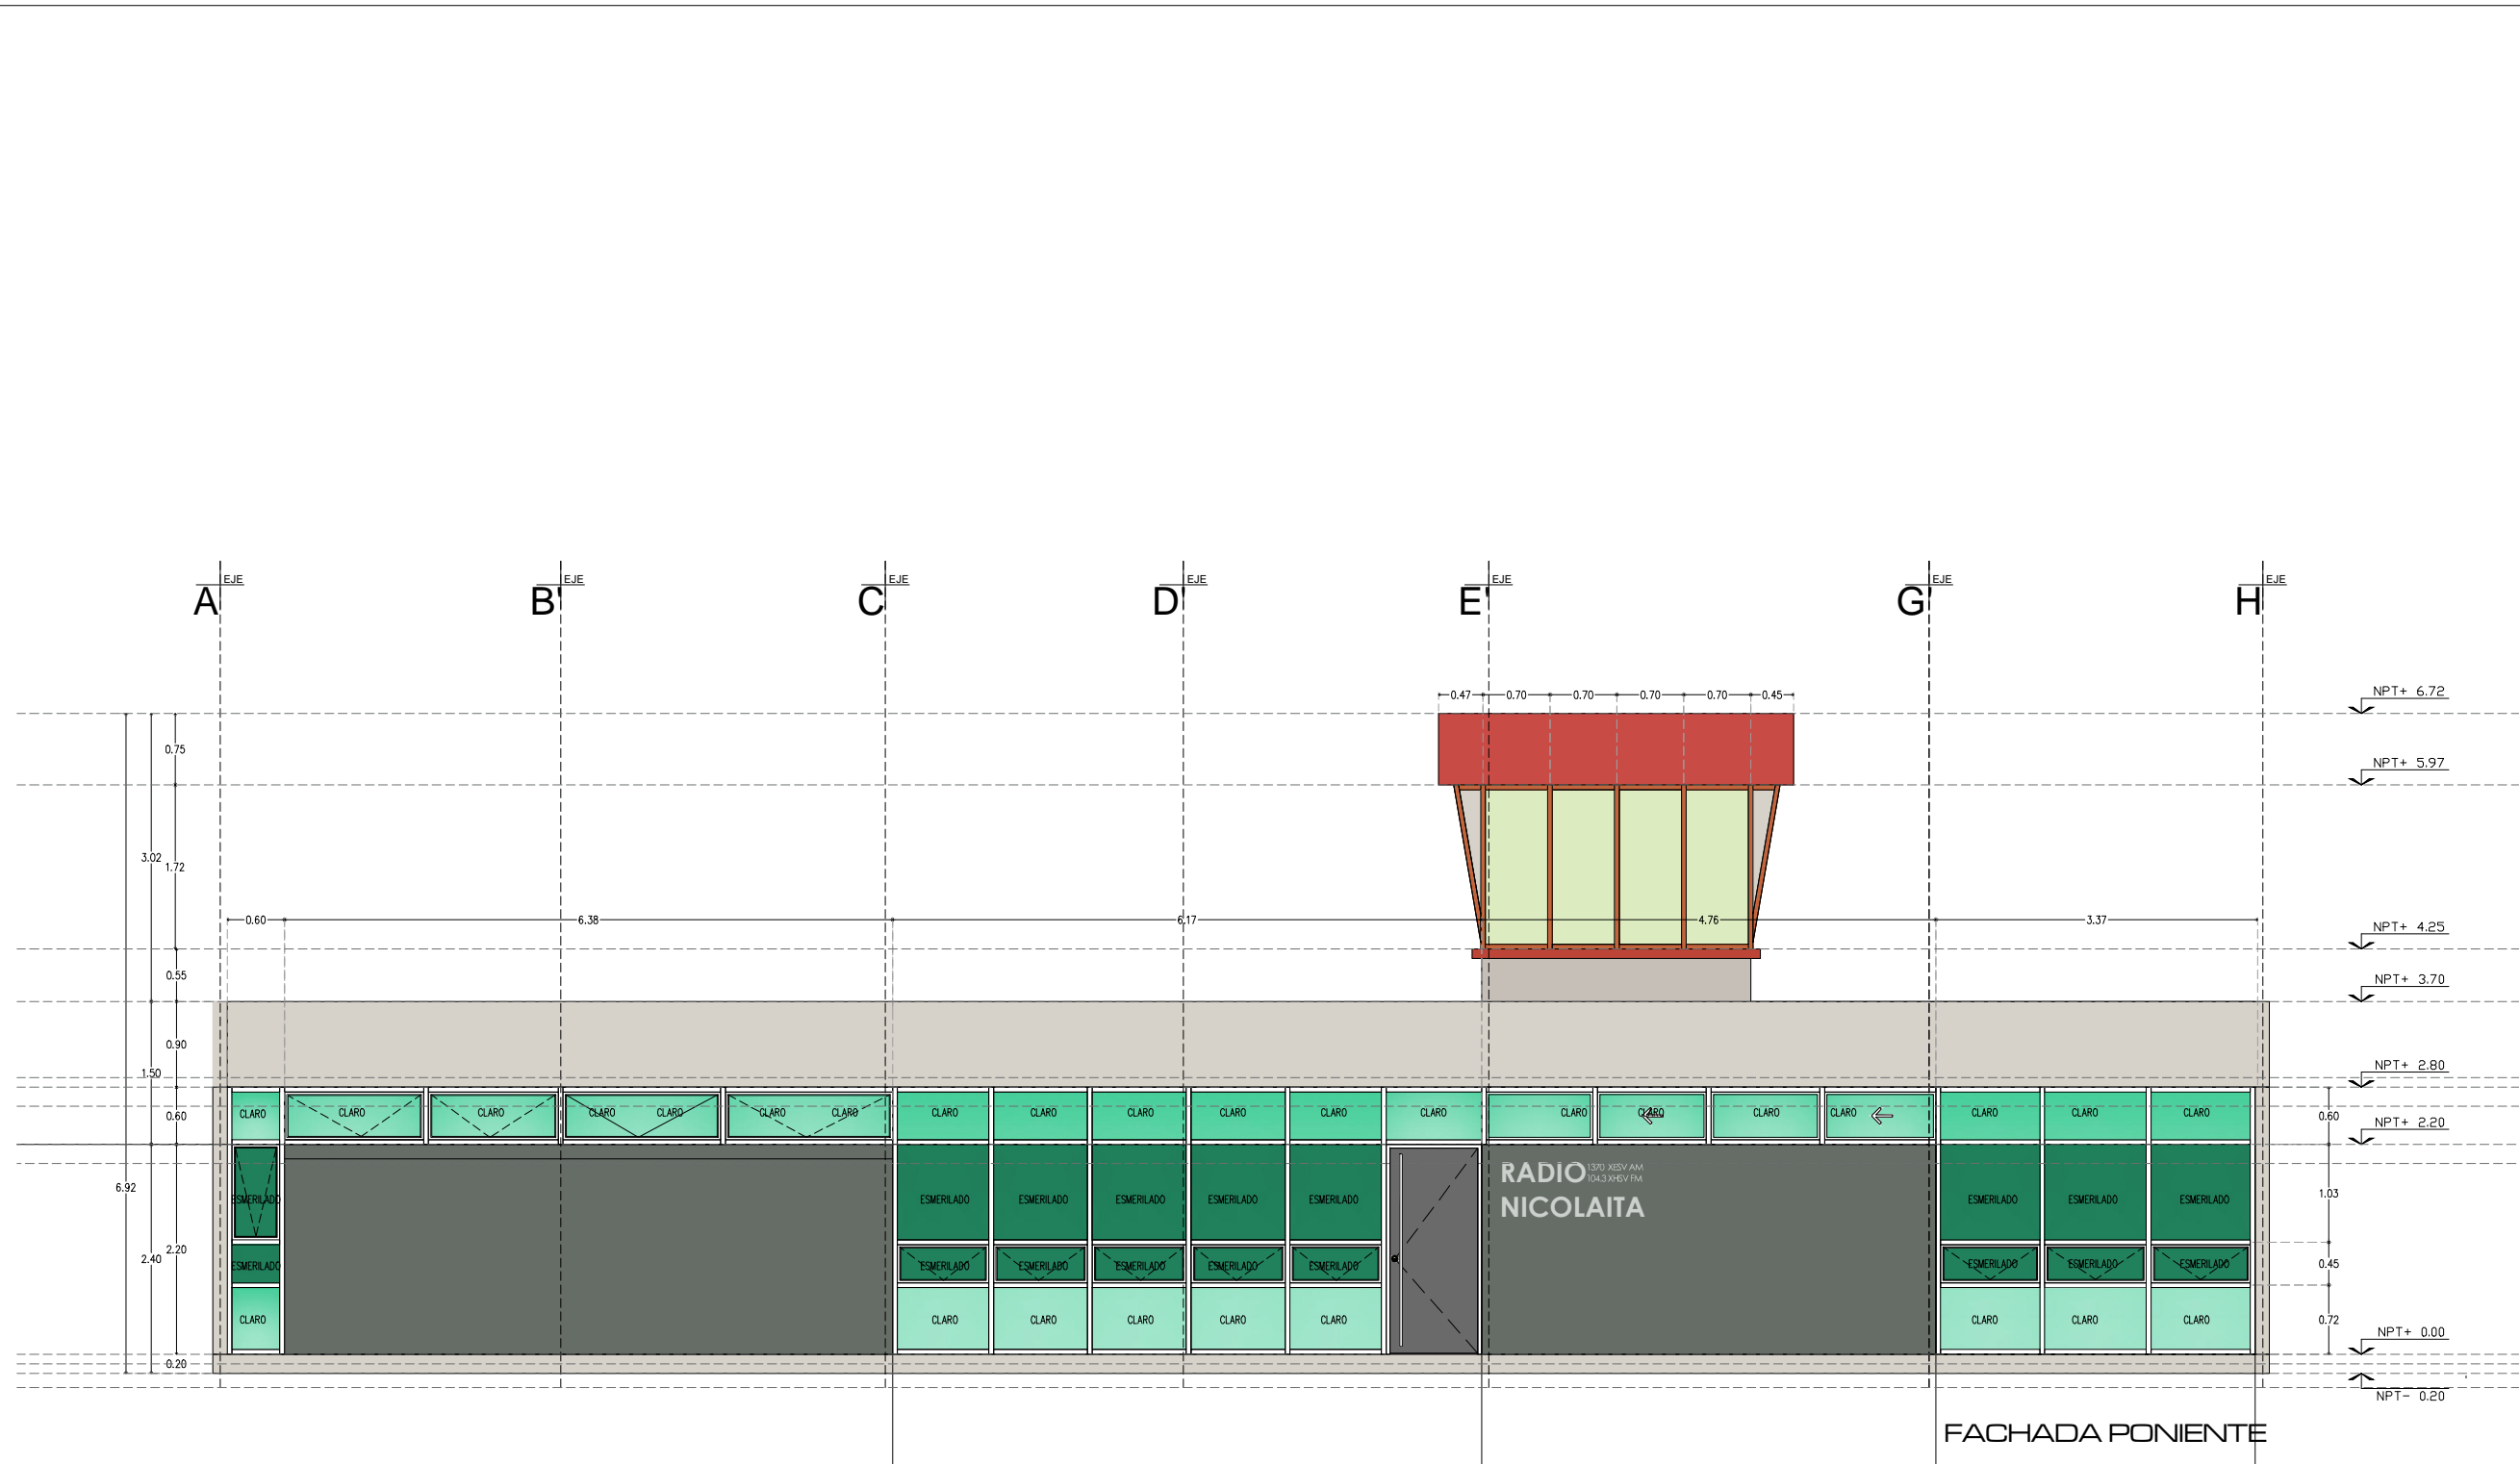 EJE EJE EJE EJE EJE EJE EJE
A B' C D' E' G' H
0.47 0.70 0.70 0.70 0.70 0.45
NPT+ 6.72
0.75
NPT+ 5.97
3.02 1.72
0.60 6.38 6.17 4.76 3.37
NPT+ 4.25
0.55
NPT+ 3.70
0.90
1.50
NPT+ 2.80
CLARO CLARO CLARO CLARO CLARO CLARO CLARO CLARO CLARO CLARO CLARO CLARO CLARO CLARO CLARO CLARO CLARO CLARO CLARO CLARO
0.60 0.60
NPT+ 2.20
RADIO 1370 XESV AM
104.3 XHSV FM
NICOLAITA
6.92
ESMERILADO ESMERILADO ESMERILADO ESMERILADO ESMERILADO ESMERILADO ESMERILADO ESMERILADO ESMERILADO
1.03
2.40 2.20
ESMERILADO ESMERILADO ESMERILADO ESMERILADO ESMERILADO ESMERILADO ESMERILADO ESMERILADO ESMERILADO
0.45
CLARO CLARO CLARO CLARO CLARO CLARO CLARO CLARO CLARO
0.72
NPT+ 0.00
0.20
NPT- 0.20
FACHADA PONIENTE